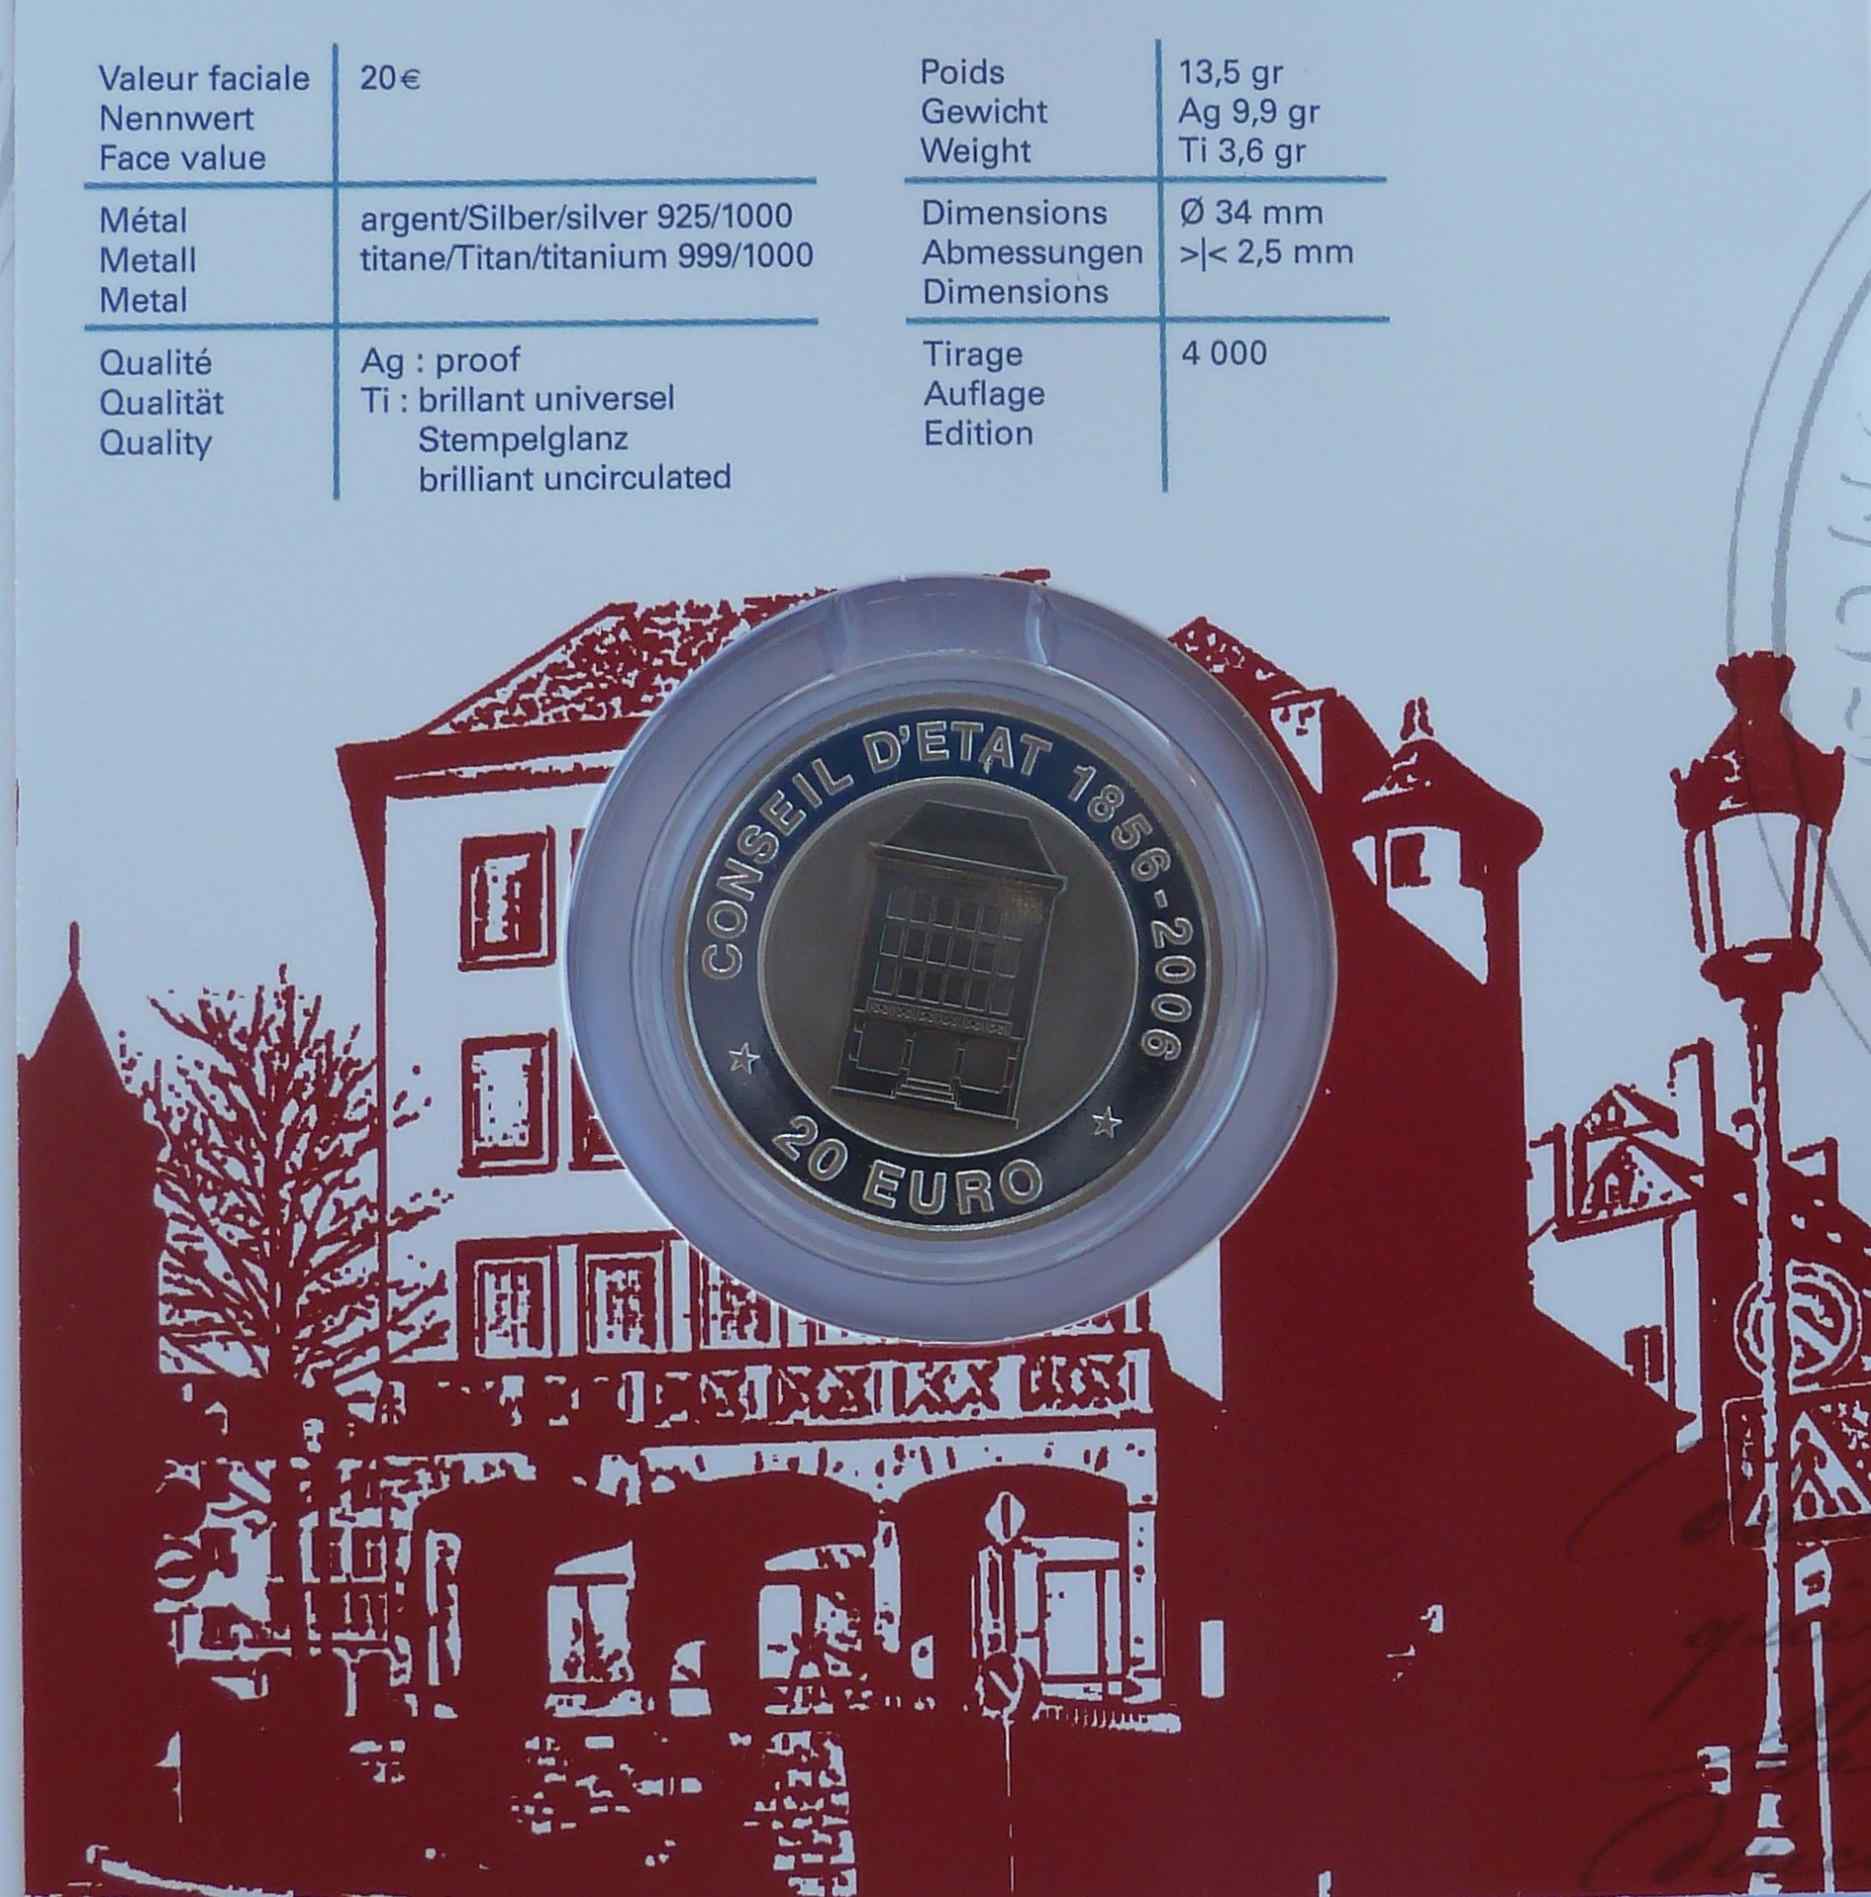 Valeur faciale 20€
Nennwert
Face value
Métal argent/Silber/silver 925/1000
Metall titane/Titan/titanium 999/1000
Metal
Qualité Ag : proof
Qualität Ti : brillant universel
Quality Stempelglanz
brilliant uncirculated
Poids 13,5 gr
Gewicht Ag 9,9 gr
Weight Ti 3,6 gr
Dimensions Ø 34 mm
Abmessungen >|< 2,5 mm
Dimensions
Tirage 4 000
Auflage
Edition
CONSEIL D'ETAT 1856-2006
20 EURO